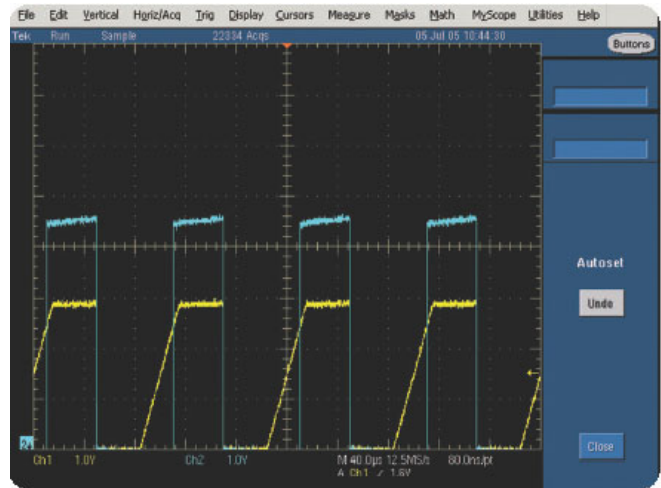 File Edit Vertical Horiz/Acq Trig Display Cursors Measure Masks Math MyScope Utilities Help
Tek Run Sample 22334 Acqs 05 Jul 05 10:44:30 Buttons
Autoset
Undo
Close
2
Ch1 1.0V Ch2 1.0V M 40.0µs 12.5MS/s 80.0ns/pt
A Ch1 ∕ 1.6V